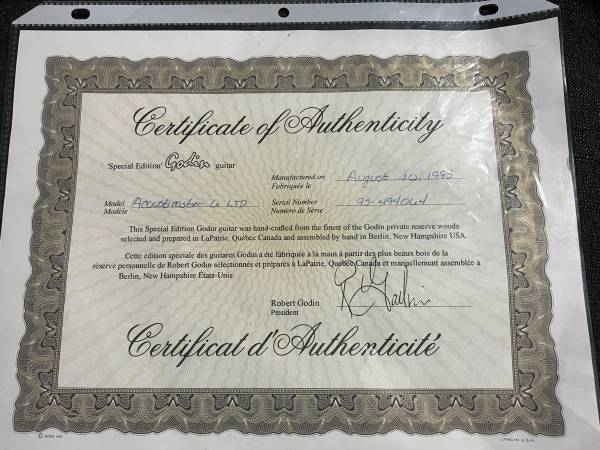 Certificate of Authenticity
'Special Edition' Godin guitar
Manufactured on August 10, 1995
Fabriquée le
Model Acousticaster 6 LTD Serial Number 95-494064
Modèle Numéro de Série
This Special Edition Godin guitar was hand-crafted from the finest of the Godin private reserve woods
selected and prepared in LaPatrie, Québec Canada and assembled by hand in Berlin, New Hampshire USA.
Cette édition spéciale des guitares Godin a été fabriquée à la main à partir des plus beaux bois de la
réserve personnelle de Robert Godin sélectionnés et préparés à LaPatrie, Québec Canada et manuellement assemblée à
Berlin, New Hampshire États-Unis.
Robert Godin
President
Certificat d'Authenticité
LITHO IN U.S.A.